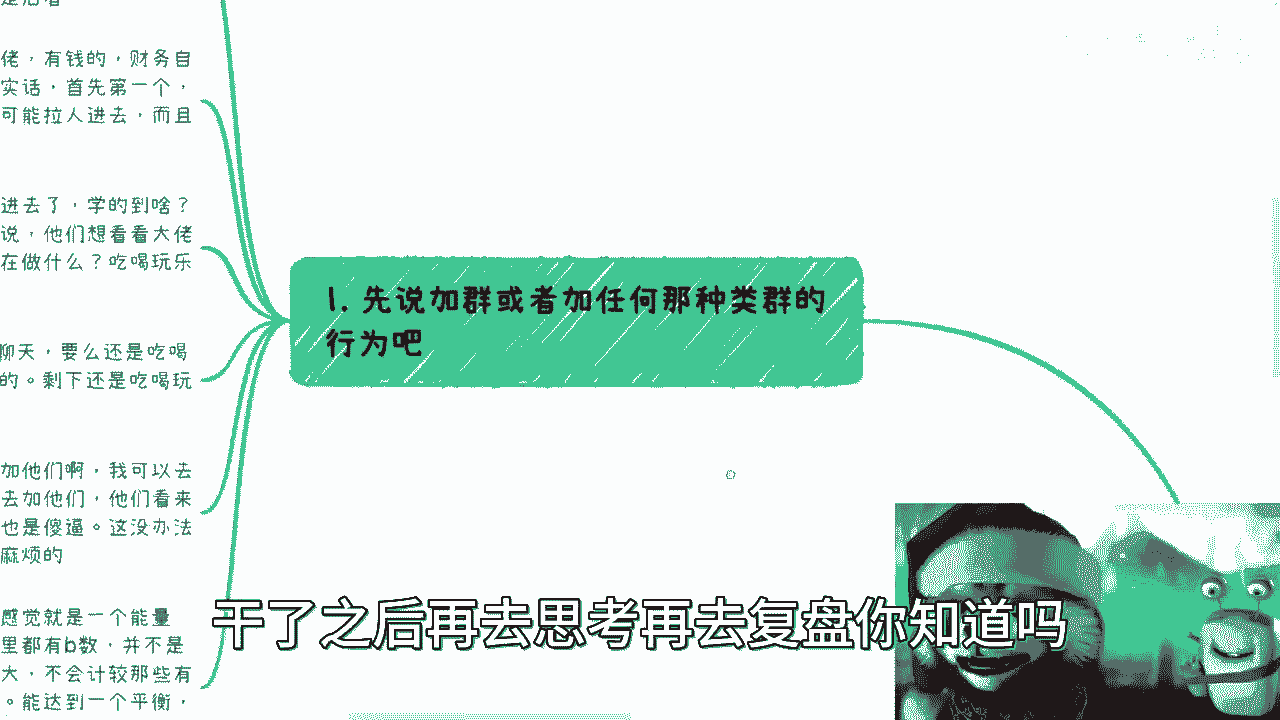 佬，有钱的，财务自
实话，首先第一个，
可能拉人进去，而且
进去了，学的到啥？
说，他们想看看大佬
在做什么？吃喝玩乐
聊天，要么还是吃喝
的。剩下还是吃喝玩
加他们啊，我可以去
去加他们，他们看来
也是傻逼。这没办法
麻烦的
感觉就是一个能量
里都有b数，并不是
大，不会计较那些有
。能达到一个平衡，
1. 先说加群或者加任何那种类群的
行为吧
干了之后再去思考再去复盘你知道吗